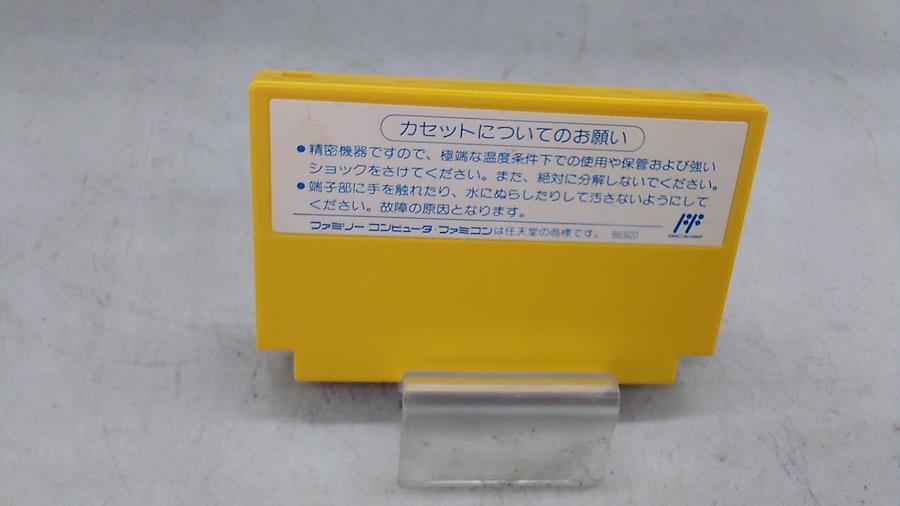 カセットについてのお願い
●精密機器ですので、極端な温度条件下での使用や保管および強い
ショックをさけてください。また、絶対に分解しないでください。
●端子部に手を触れたり、水にぬらしたりして汚さないようにして
ください。故障の原因となります。
ファミリーコンピュータ・ファミコンは任天堂の商標です。 880920